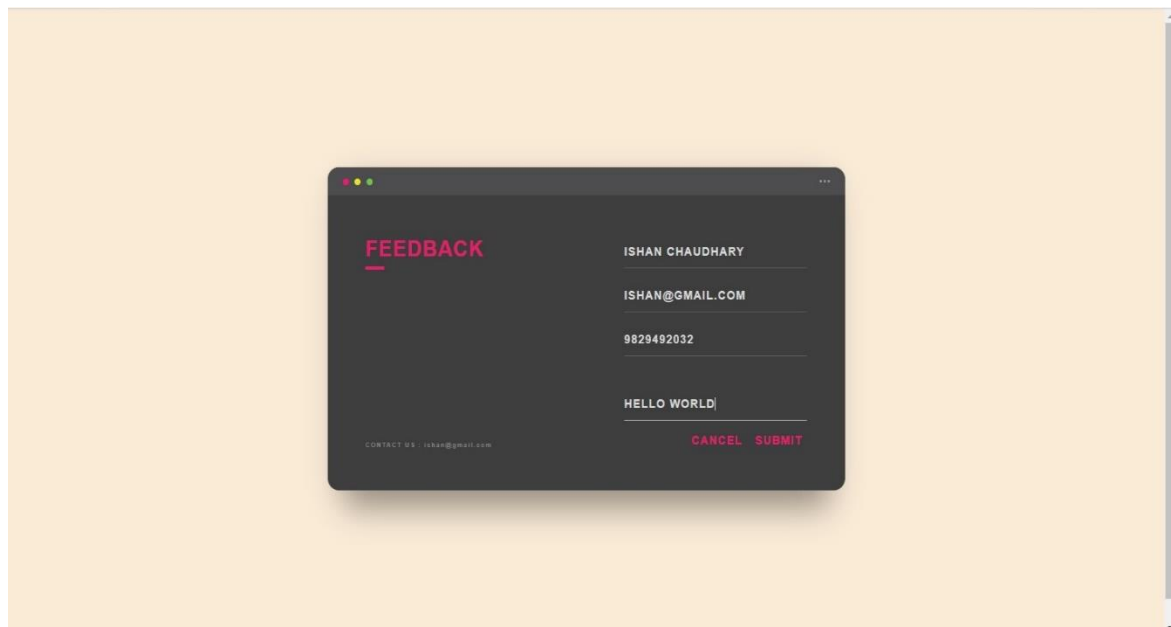 FEEDBACK
ISHAN CHAUDHARY
ISHAN@GMAIL.COM
9829492032
HELLO WORLD
CANCEL SUBMIT
CONTACT US : ishan@gmail.com